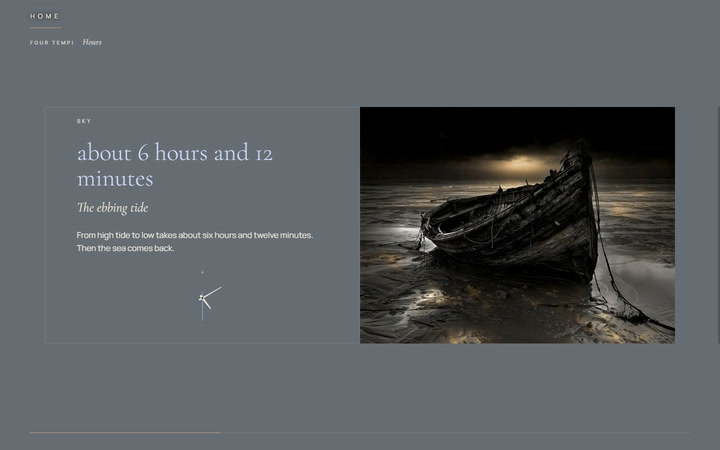 HOME
FOUR TEMPI Hours
SKY
about 6 hours and 12
minutes
The ebbing tide
From high tide to low takes about six hours and twelve minutes.
Then the sea comes back.